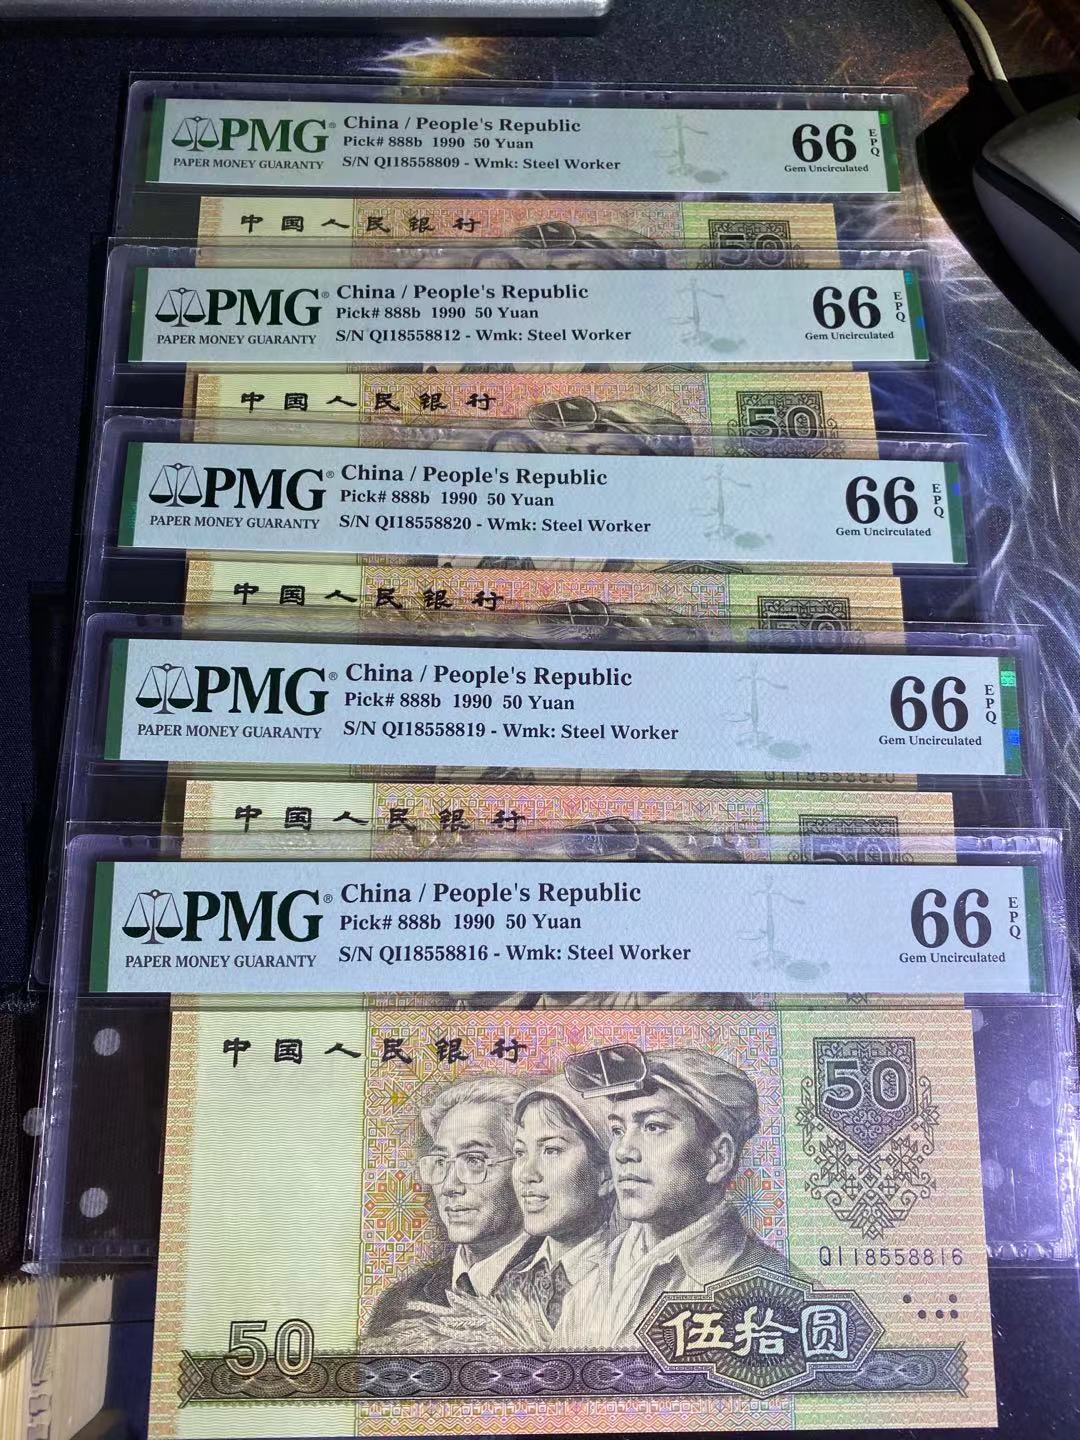 PMG®
PAPER MONEY GUARANTY
China / People's Republic
Pick# 888b 1990 50 Yuan
S/N QI18558809 - Wmk: Steel Worker
66
EPQ
Gem Uncirculated
中国人民银行
50
PMG®
PAPER MONEY GUARANTY
China / People's Republic
Pick# 888b 1990 50 Yuan
S/N QI18558812 - Wmk: Steel Worker
66
EPQ
Gem Uncirculated
中国人民银行
50
PMG®
PAPER MONEY GUARANTY
China / People's Republic
Pick# 888b 1990 50 Yuan
S/N QI18558820 - Wmk: Steel Worker
66
EPQ
Gem Uncirculated
中国人民银行
50
PMG®
PAPER MONEY GUARANTY
China / People's Republic
Pick# 888b 1990 50 Yuan
S/N QI18558819 - Wmk: Steel Worker
66
EPQ
Gem Uncirculated
QI18558820
中国人民银行
50
PMG®
PAPER MONEY GUARANTY
China / People's Republic
Pick# 888b 1990 50 Yuan
S/N QI18558816 - Wmk: Steel Worker
66
EPQ
Gem Uncirculated
中国人民银行
50
QI18558816
50
伍拾圆